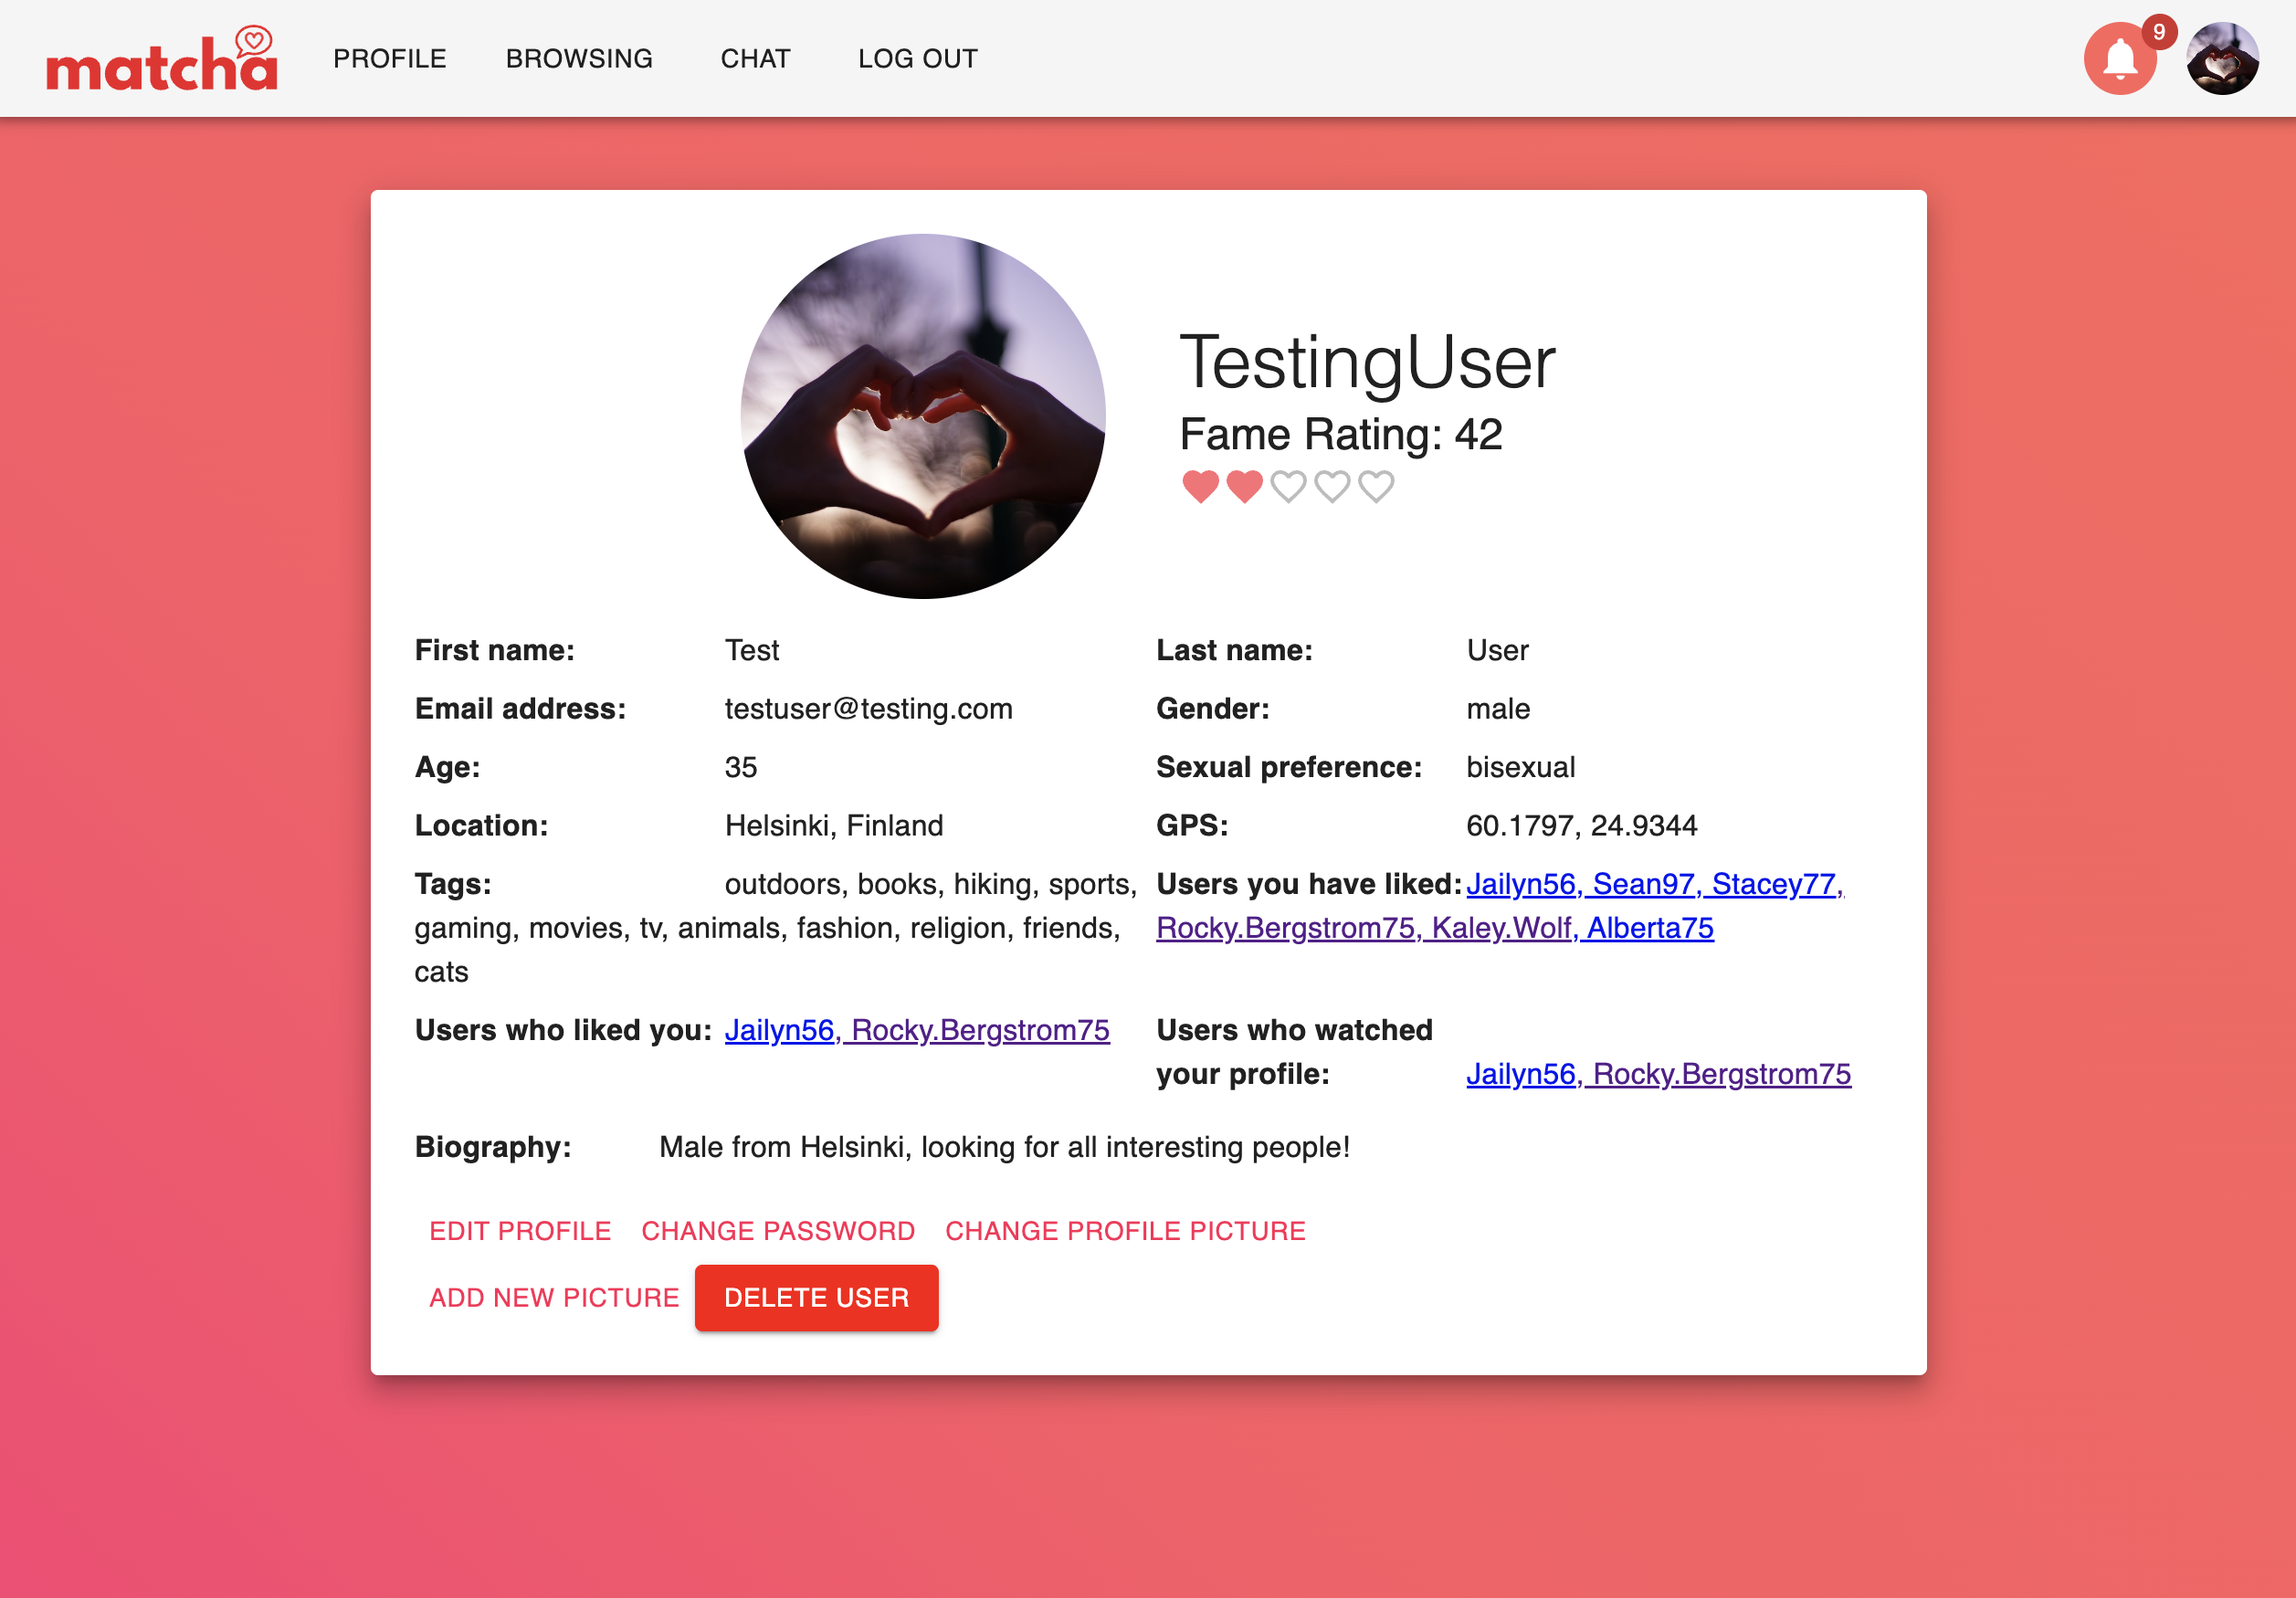 matcha PROFILE BROWSING CHAT LOG OUT 9
TestingUser
Fame Rating: 42
First name: Test
Last name: User
Email address: testuser@testing.com
Gender: male
Age: 35
Sexual preference: bisexual
Location: Helsinki, Finland
GPS: 60.1797, 24.9344
Tags: outdoors, books, hiking, sports,
gaming, movies, tv, animals, fashion, religion, friends,
cats
Users you have liked: Jailyn56, Sean97, Stacey77,
Rocky.Bergstrom75, Kaley.Wolf, Alberta75
Users who liked you: Jailyn56, Rocky.Bergstrom75
Users who watched
your profile: Jailyn56, Rocky.Bergstrom75
Biography: Male from Helsinki, looking for all interesting people!
EDIT PROFILE CHANGE PASSWORD CHANGE PROFILE PICTURE
ADD NEW PICTURE DELETE USER